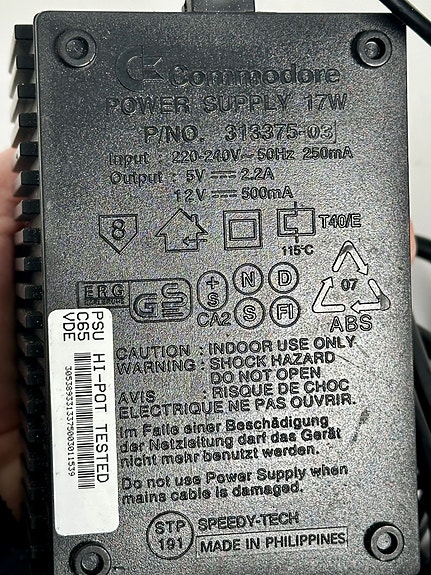 Commodore
POWER SUPPLY 17W
P/NO. 313375-03
Input : 220-240V~ 50Hz 250mA
Output : 5V ⎓ 2.2A
12V ⎓ 500mA
8
T40/E
115°C
ERG
GS
+ S
N
D
S
FI
CA2
07
ABS
CAUTION : INDOOR USE ONLY
WARNING : SHOCK HAZARD
DO NOT OPEN
AVIS : RISQUE DE CHOC
ELECTRIQUE NE PAS OUVRIR.
Im Falle einer Beschädigung
der Netzleitung darf das Gerät
nicht mehr benutzt werden.
Do not use Power Supply when
mains cable is damaged.
STP
191
SPEEDY-TECH
MADE IN PHILIPPINES
PSU HI-POT TESTED
C65
VDE